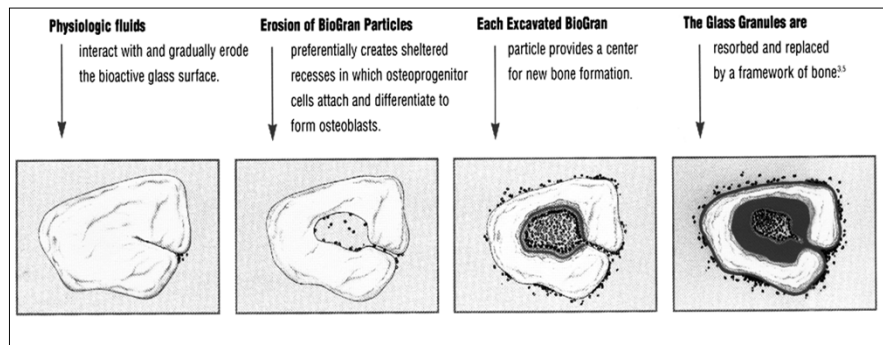 Physiologic fluids
interact with and gradually erode
the bioactive glass surface.
Erosion of BioGran Particles
preferentially creates sheltered
recesses in which osteoprogenitor
cells attach and differentiate to
form osteoblasts.
Each Excavated BioGran
particle provides a center
for new bone formation.
The Glass Granules are
resorbed and replaced
by a framework of bone.³,⁵